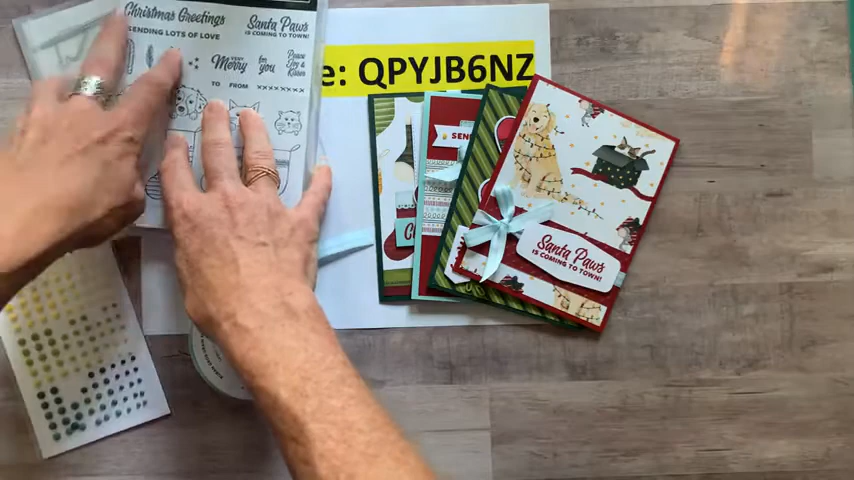 Christmas Greetings
SENDING LOTS OF LOVE
Santa Paws
IS COMING TO TOWN!
Merry
for
you
Peace
Joy &
Kisses
TO FROM
e: QPYJB6NZ
SEN
Santa Paws
IS COMING TO TOWN!